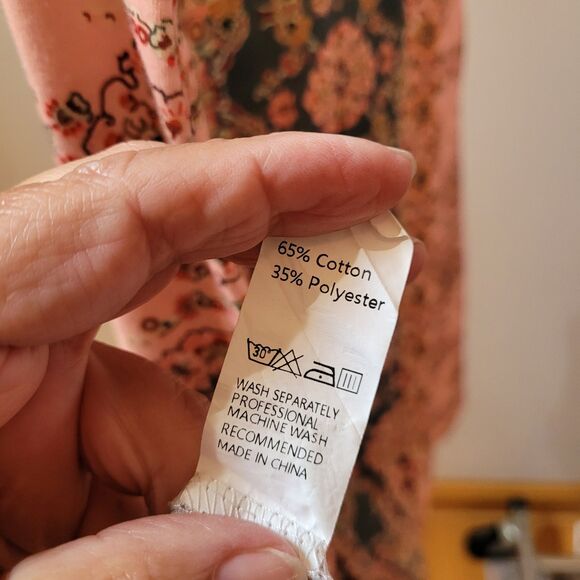 65% Cotton
35% Polyester
30
WASH SEPARATELY
PROFESSIONAL
MACHINE WASH
RECOMMENDED
MADE IN CHINA